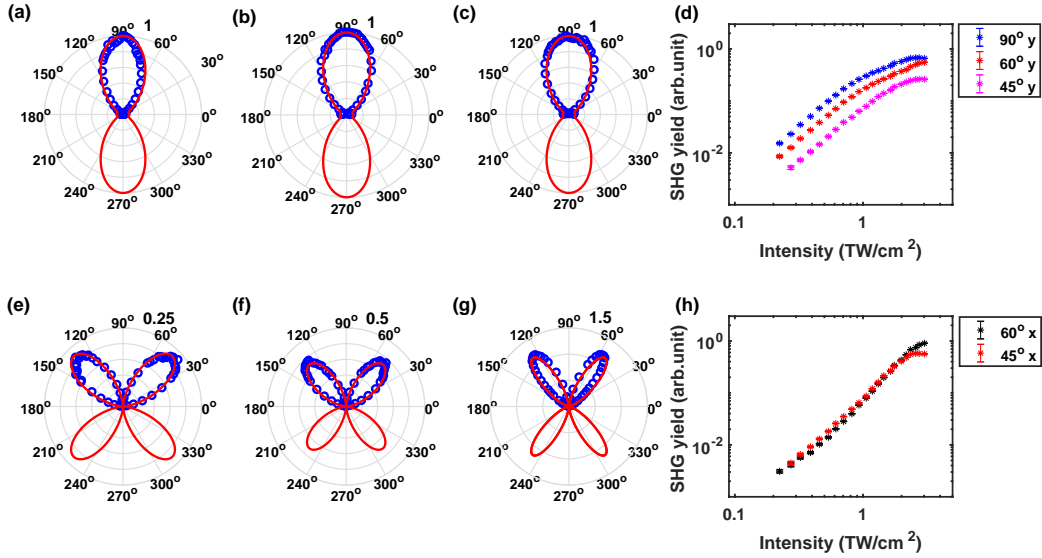 (a)
90° 1
120° 60°
150° 30°
180° 0°
210° 330°
240° 300°
270°
(b)
90° 1
120° 60°
150° 30°
180° 0°
210° 330°
240° 300°
270°
(c)
90° 1
120° 60°
150° 30°
180° 0°
210° 330°
240° 300°
270°
(d)
SHG yield (arb.unit)
10⁰
10⁻²
0.1 1
Intensity (TW/cm²)
90° y
60° y
45° y
(e)
90° 0.25
120° 60°
150° 30°
180° 0°
210° 330°
240° 300°
270°
(f)
90° 0.5
120° 60°
150° 30°
180° 0°
210° 330°
240° 300°
270°
(g)
90° 1.5
120° 60°
150° 30°
180° 0°
210° 330°
240° 300°
270°
(h)
SHG yield (arb.unit)
10⁰
10⁻²
0.1 1
Intensity (TW/cm²)
60° x
45° x